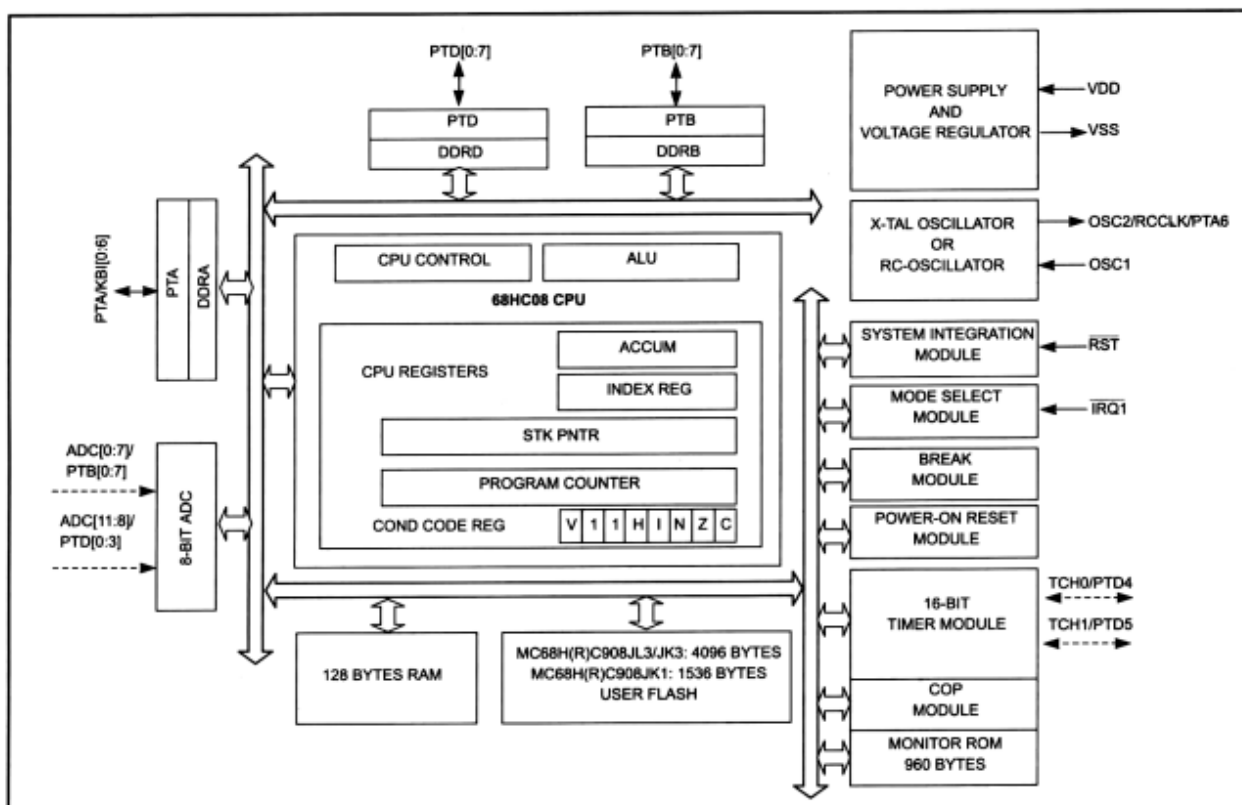 PTD[0:7]
PTB[0:7]
PTD
DDRD
PTB
DDRB
POWER SUPPLY
AND
VOLTAGE REGULATOR
VDD
VSS
X-TAL OSCILLATOR
OR
RC-OSCILLATOR
OSC2/RCCLK/PTA6
OSC1
PTA/KBI[0:6]
PTA
DDRA
CPU CONTROL
ALU
68HC08 CPU
CPU REGISTERS
ACCUM
INDEX REG
STK PNTR
PROGRAM COUNTER
COND CODE REG
V 1 1 H I N Z C
SYSTEM INTEGRATION
MODULE
RST
MODE SELECT
MODULE
IRQ1
BREAK
MODULE
POWER-ON RESET
MODULE
ADC[0:7]/
PTB[0:7]
ADC[11:8]/
PTD[0:3]
8-BIT ADC
16-BIT
TIMER MODULE
TCH0/PTD4
TCH1/PTD5
128 BYTES RAM
MC68H(R)C908JL3/JK3: 4096 BYTES
MC68H(R)C908JK1: 1536 BYTES
USER FLASH
COP
MODULE
MONITOR ROM
960 BYTES